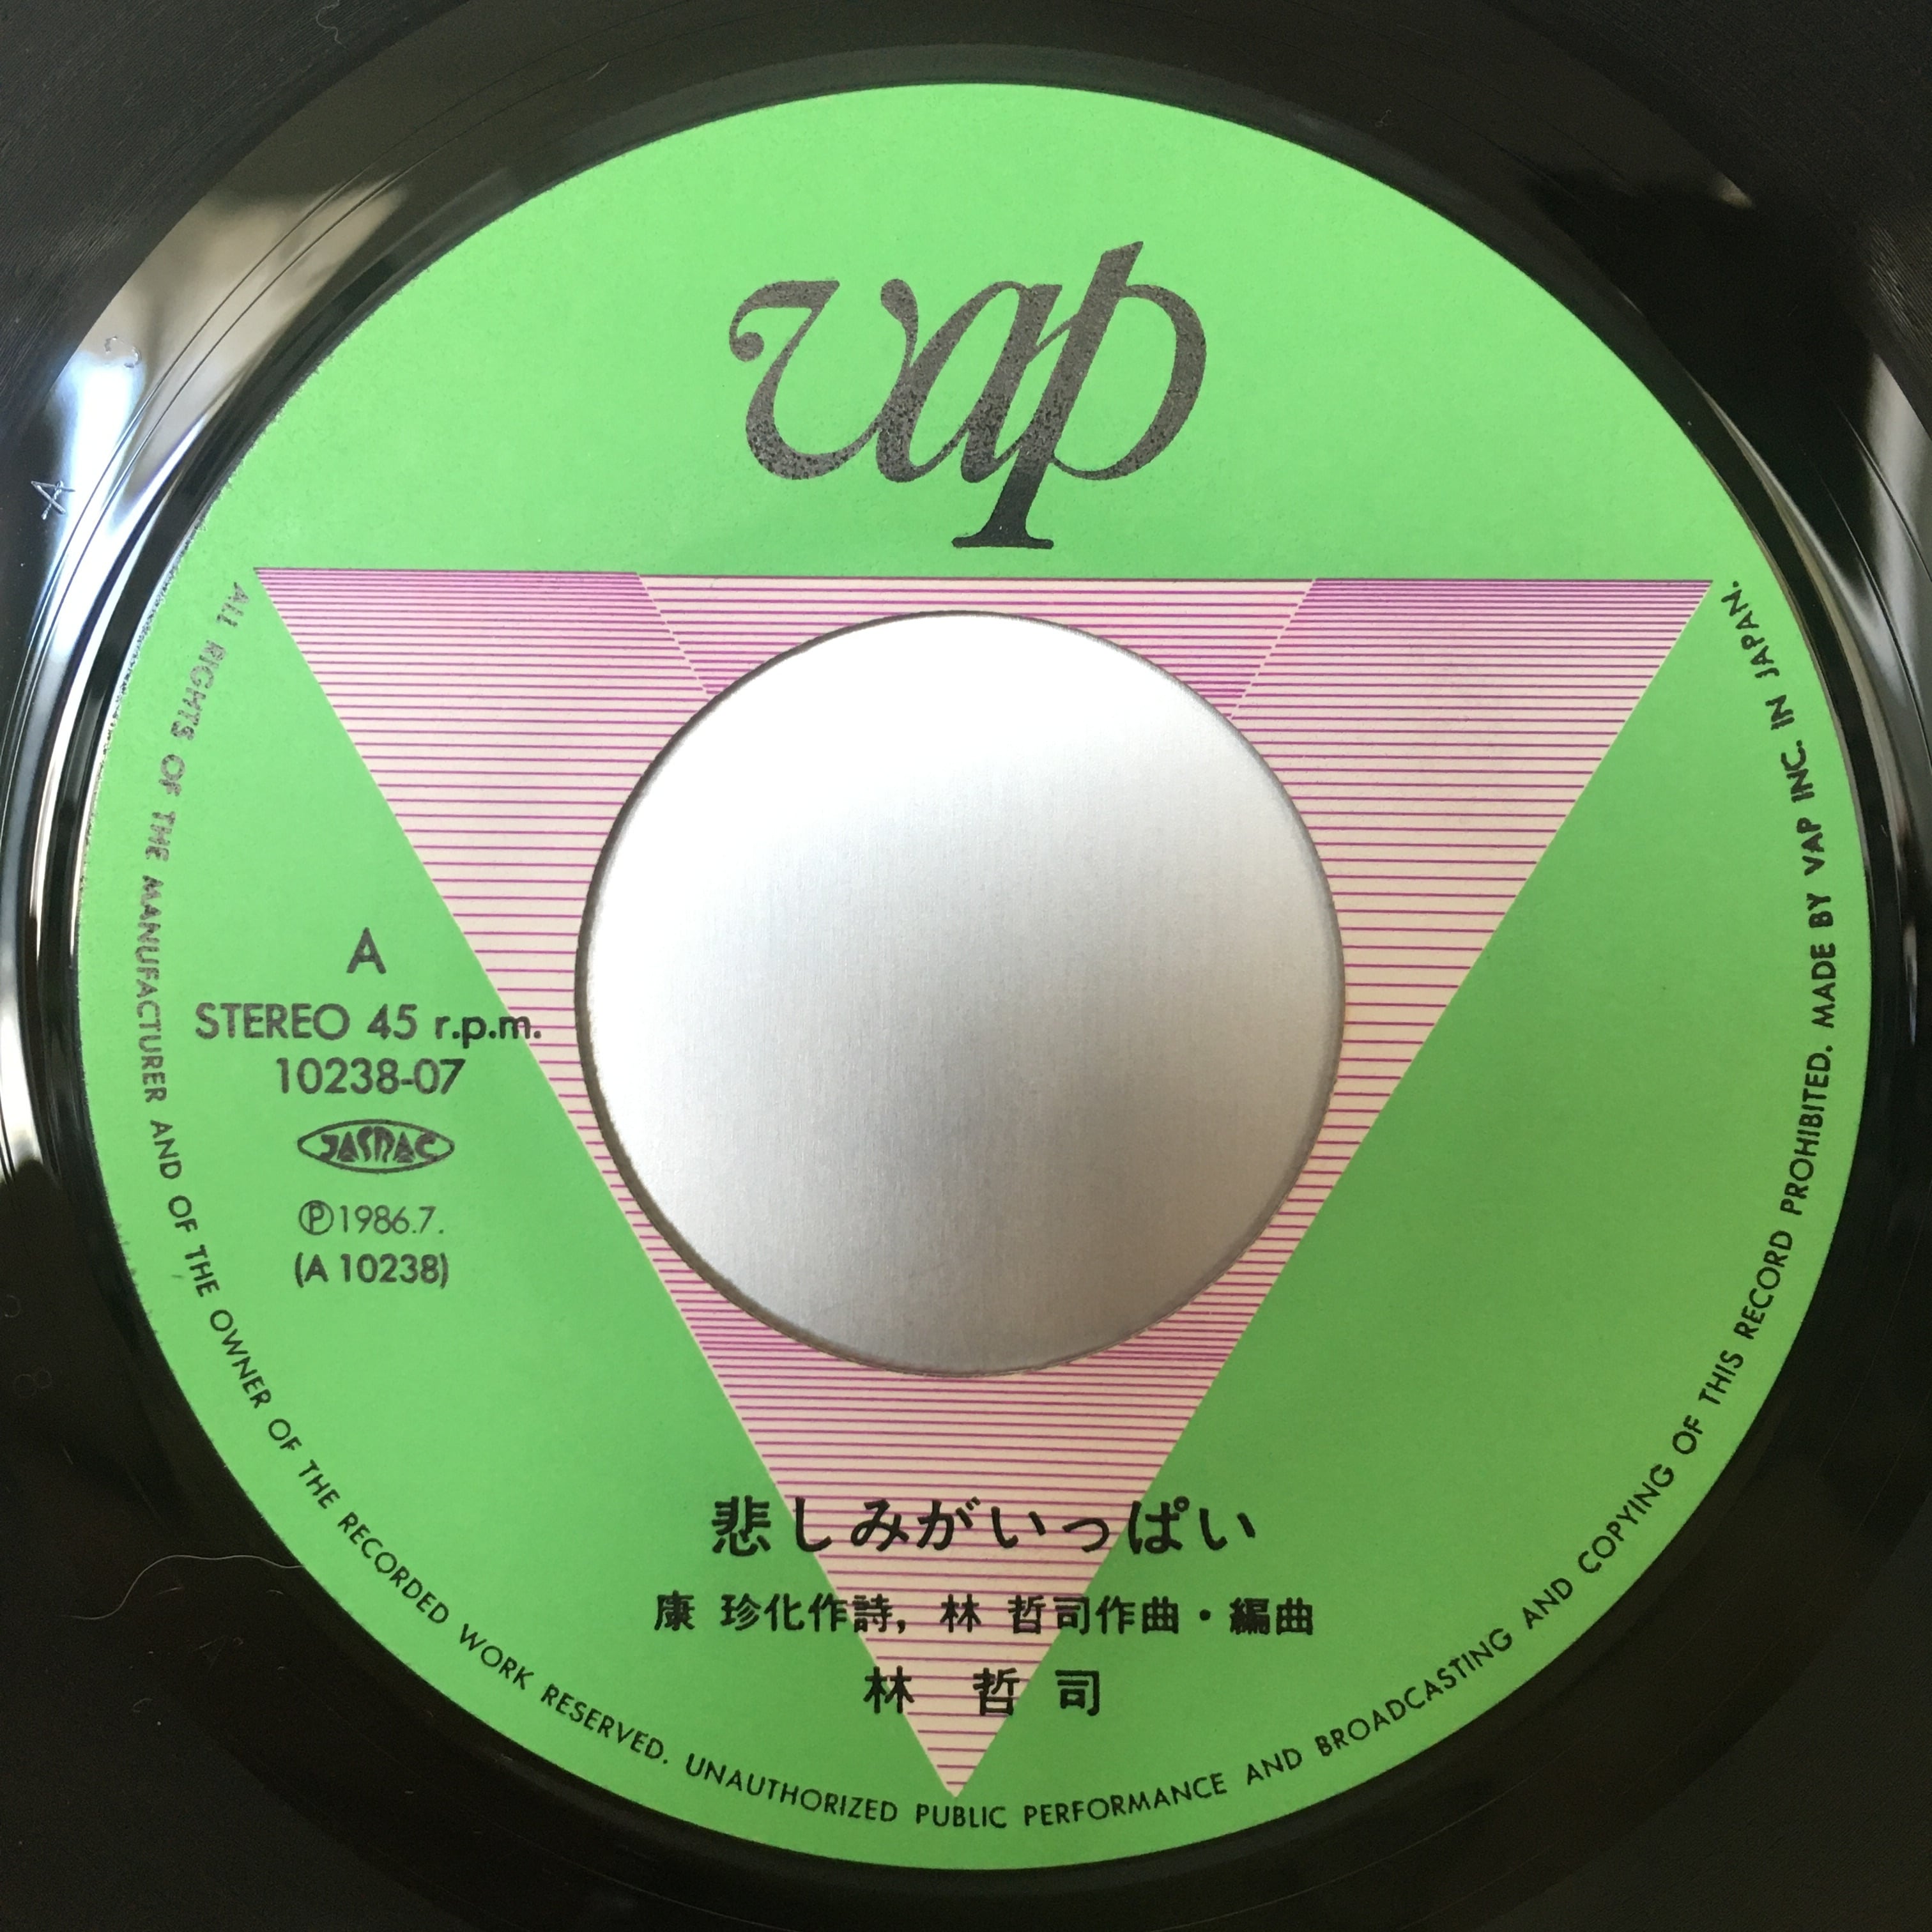 vap
A
STEREO 45 r.p.m.
10238-07
JASRAC
Ⓟ1986.7.
(A 10238)
悲しみがいっぱい
康 珍化作詩, 林 哲司作曲・編曲
林 哲司
ALL RIGHTS OF THE MANUFACTURER AND OF THE OWNER OF THE RECORDED WORK RESERVED. UNAUTHORIZED PUBLIC PERFORMANCE AND BROADCASTING AND COPYING OF THIS RECORD PROHIBITED. MADE BY VAP INC. IN JAPAN.